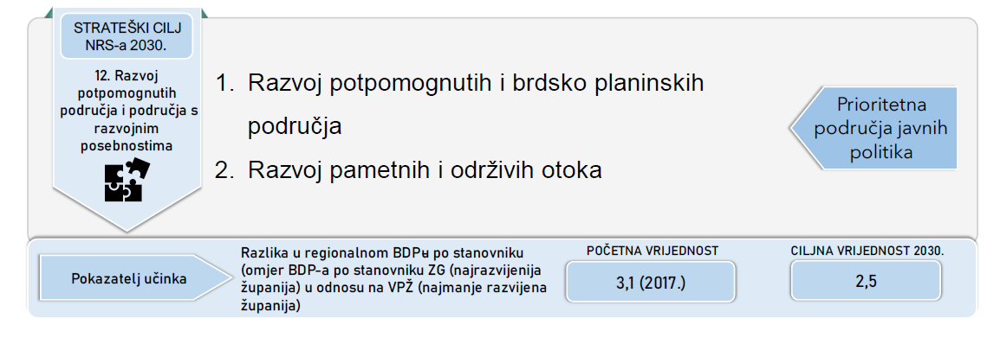 STRATEŠKI CILJ
NRS-a 2030.
12. Razvoj
potpomognutih
područja i područja s
razvojnim
posebnostima
1. Razvoj potpomognutih i brdsko planinskih
područja
2. Razvoj pametnih i održivih otoka
Prioritetna
područja javnih
politika
Pokazatelj učinka
Razlika u regionalnom BDPu po stanovniku
(omjer BDP-a po stanovniku ZG (najrazvijenija
županija) u odnosu na VPŽ (najmanje razvijena
županija)
POČETNA VRIJEDNOST
3,1 (2017.)
CILJNA VRIJEDNOST 2030.
2,5